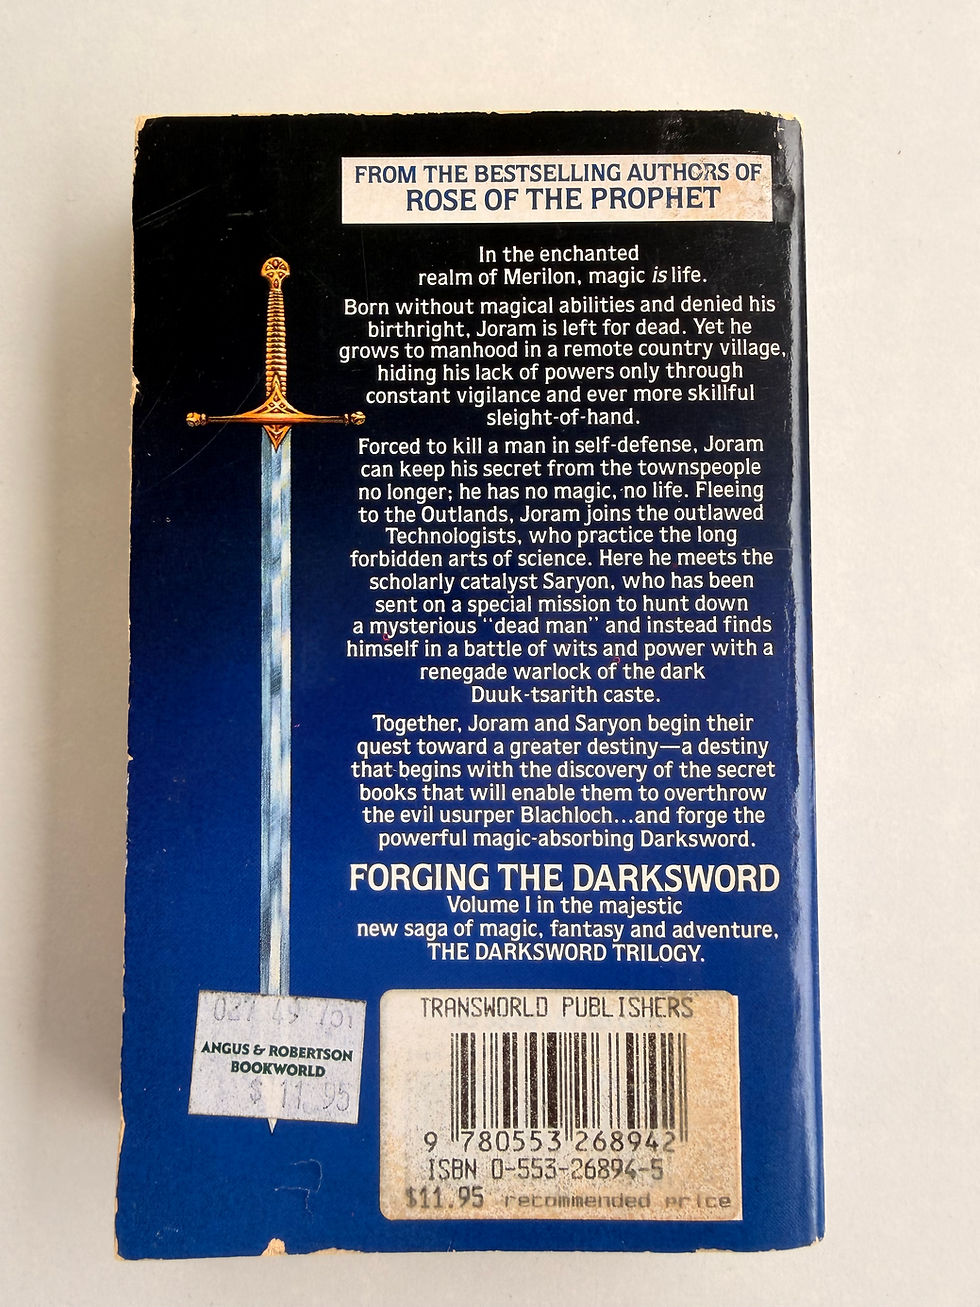 FROM THE BESTSELLING AUTHORS OF
ROSE OF THE PROPHET
In the enchanted
realm of Merilon, magic is life.
Born without magical abilities and denied his
birthright, Joram is left for dead. Yet he
grows to manhood in a remote country village,
hiding his lack of powers only through
constant vigilance and ever more skillful
sleight-of-hand.
Forced to kill a man in self-defense, Joram
can keep his secret from the townspeople
no longer; he has no magic, no life. Fleeing
to the Outlands, Joram joins the outlawed
Technologists, who practice the long
forbidden arts of science. Here he meets the
scholarly catalyst Saryon, who has been
sent on a special mission to hunt down
a mysterious "dead man" and instead finds
himself in a battle of wits and power with a
renegade warlock of the dark
Duuk-tsarith caste.
Together, Joram and Saryon begin their
quest toward a greater destiny—a destiny
that begins with the discovery of the secret
books that will enable them to overthrow
the evil usurper Blachloch...and forge the
powerful magic-absorbing Darksword.
FORGING THE DARKSWORD
Volume I in the majestic
new saga of magic, fantasy and adventure,
THE DARKSWORD TRILOGY.
ANGUS & ROBERTSON
BOOKWORLD
$ 11.95
TRANSWORLD PUBLISHERS
9 780553 268942
ISBN 0-553-26894-5
$11.95 recommended price